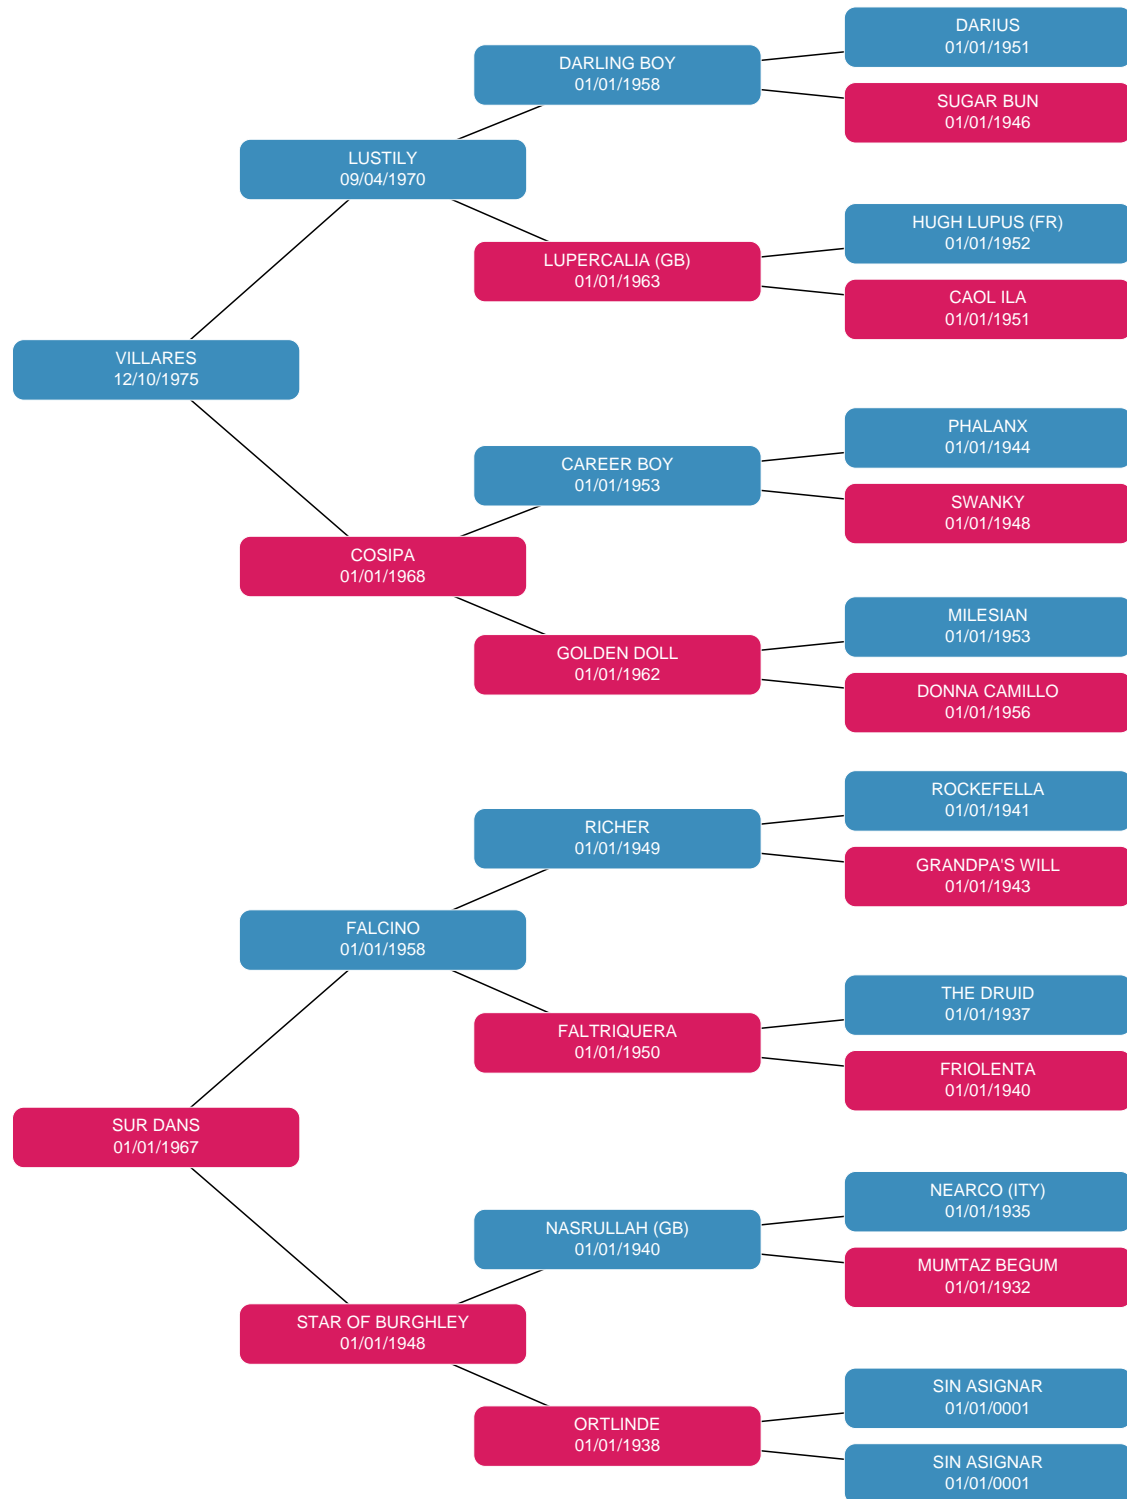 DARIUS
01/01/1951
DARLING BOY
01/01/1958
SUGAR BUN
01/01/1946
LUSTILY
09/04/1970
HUGH LUPUS (FR)
01/01/1952
LUPERCALIA (GB)
01/01/1963
CAOL ILA
01/01/1951
VILLARES
12/10/1975
PHALANX
01/01/1944
CAREER BOY
01/01/1953
SWANKY
01/01/1948
COSIPA
01/01/1968
MILESIAN
01/01/1953
GOLDEN DOLL
01/01/1962
DONNA CAMILLO
01/01/1956
ROCKEFELLA
01/01/1941
RICHER
01/01/1949
GRANDPA'S WILL
01/01/1943
FALCINO
01/01/1958
THE DRUID
01/01/1937
FALTRIQUERA
01/01/1950
FRIOLENTA
01/01/1940
SUR DANS
01/01/1967
NEARCO (ITY)
01/01/1935
NASRULLAH (GB)
01/01/1940
MUMTAZ BEGUM
01/01/1932
STAR OF BURGHLEY
01/01/1948
SIN ASIGNAR
01/01/0001
ORTLINDE
01/01/1938
SIN ASIGNAR
01/01/0001